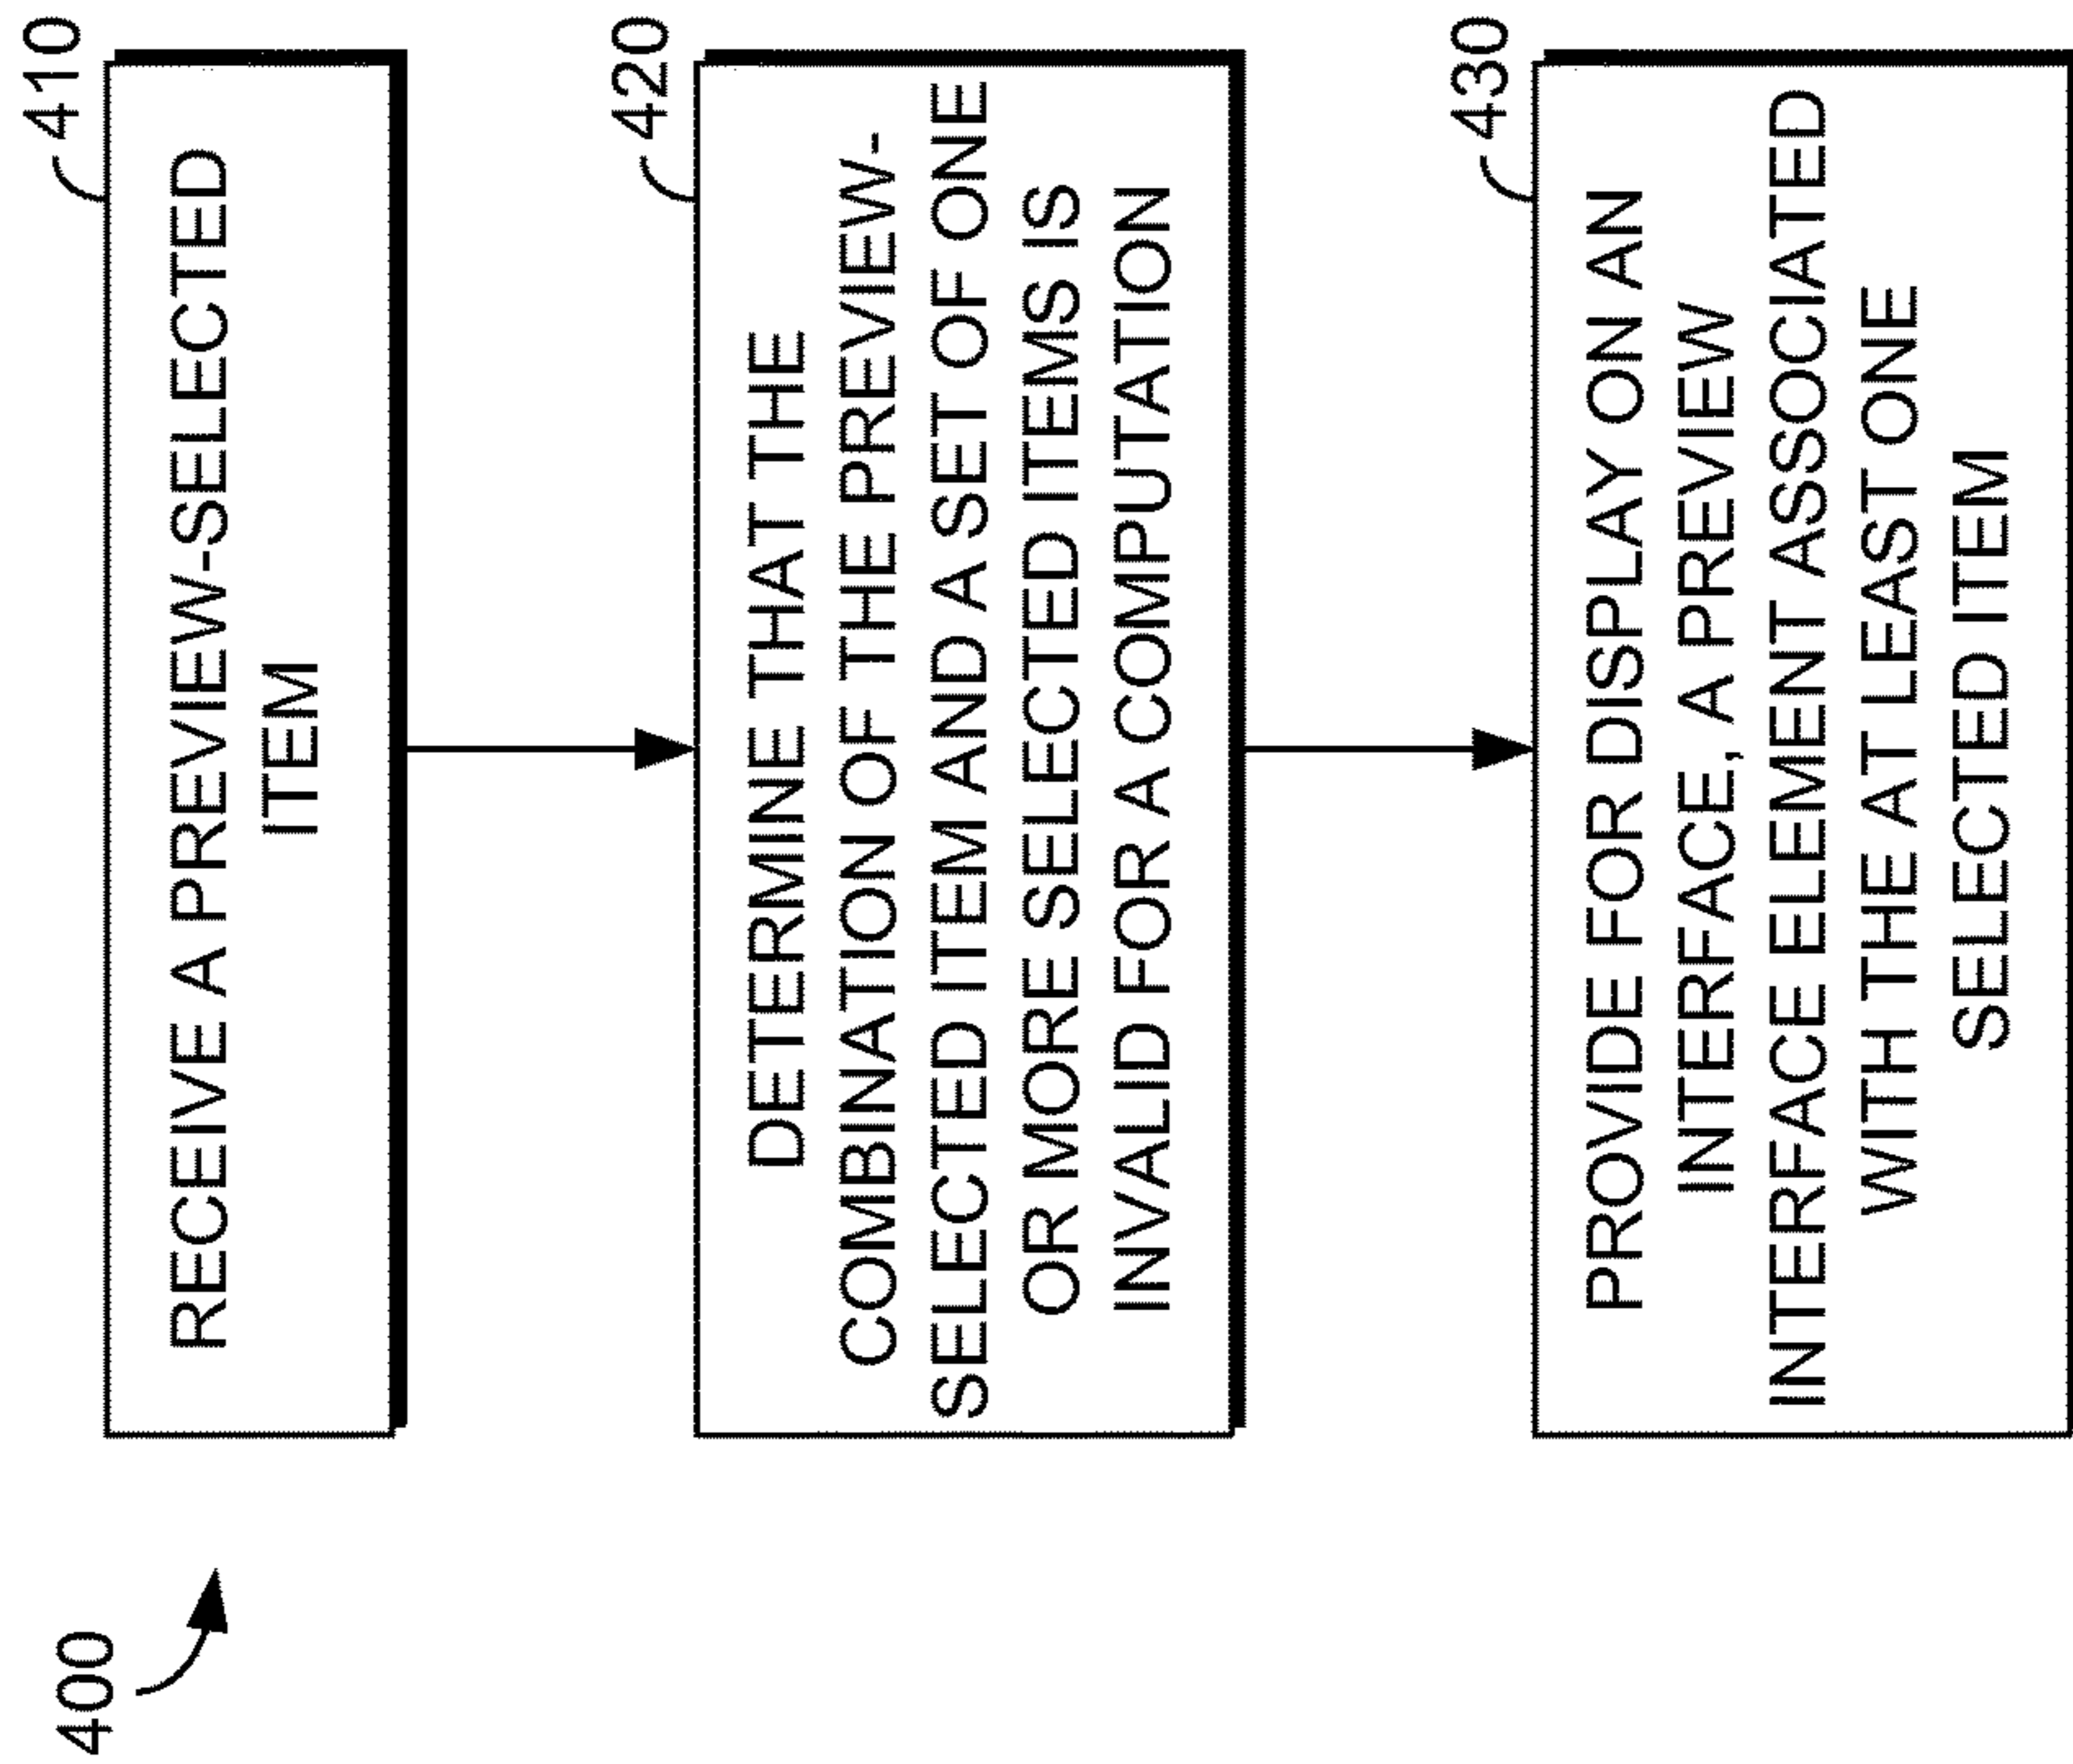 400
410
RECEIVE A PREVIEW-SELECTED
ITEM
420
DETERMINE THAT THE
COMBINATION OF THE PREVIEW-
SELECTED ITEM AND A SET OF ONE
OR MORE SELECTED ITEMS IS
INVALID FOR A COMPUTATION
430
PROVIDE FOR DISPLAY ON AN
INTERFACE, A PREVIEW
INTERFACE ELEMENT ASSOCIATED
WITH THE AT LEAST ONE
SELECTED ITEM